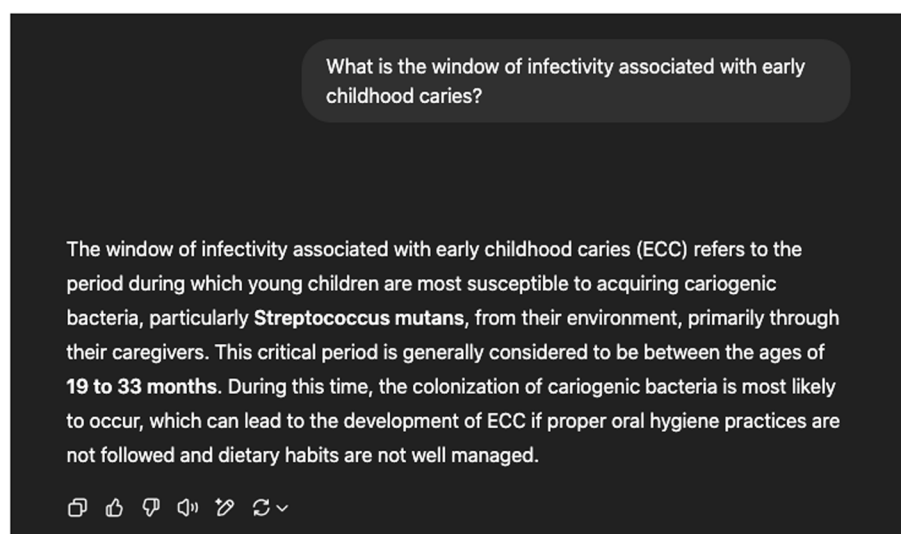 What is the window of infectivity associated with early
childhood caries?
The window of infectivity associated with early childhood caries (ECC) refers to the
period during which young children are most susceptible to acquiring cariogenic
bacteria, particularly Streptococcus mutans, from their environment, primarily through
their caregivers. This critical period is generally considered to be between the ages of
19 to 33 months. During this time, the colonization of cariogenic bacteria is most likely
to occur, which can lead to the development of ECC if proper oral hygiene practices are
not followed and dietary habits are not well managed.